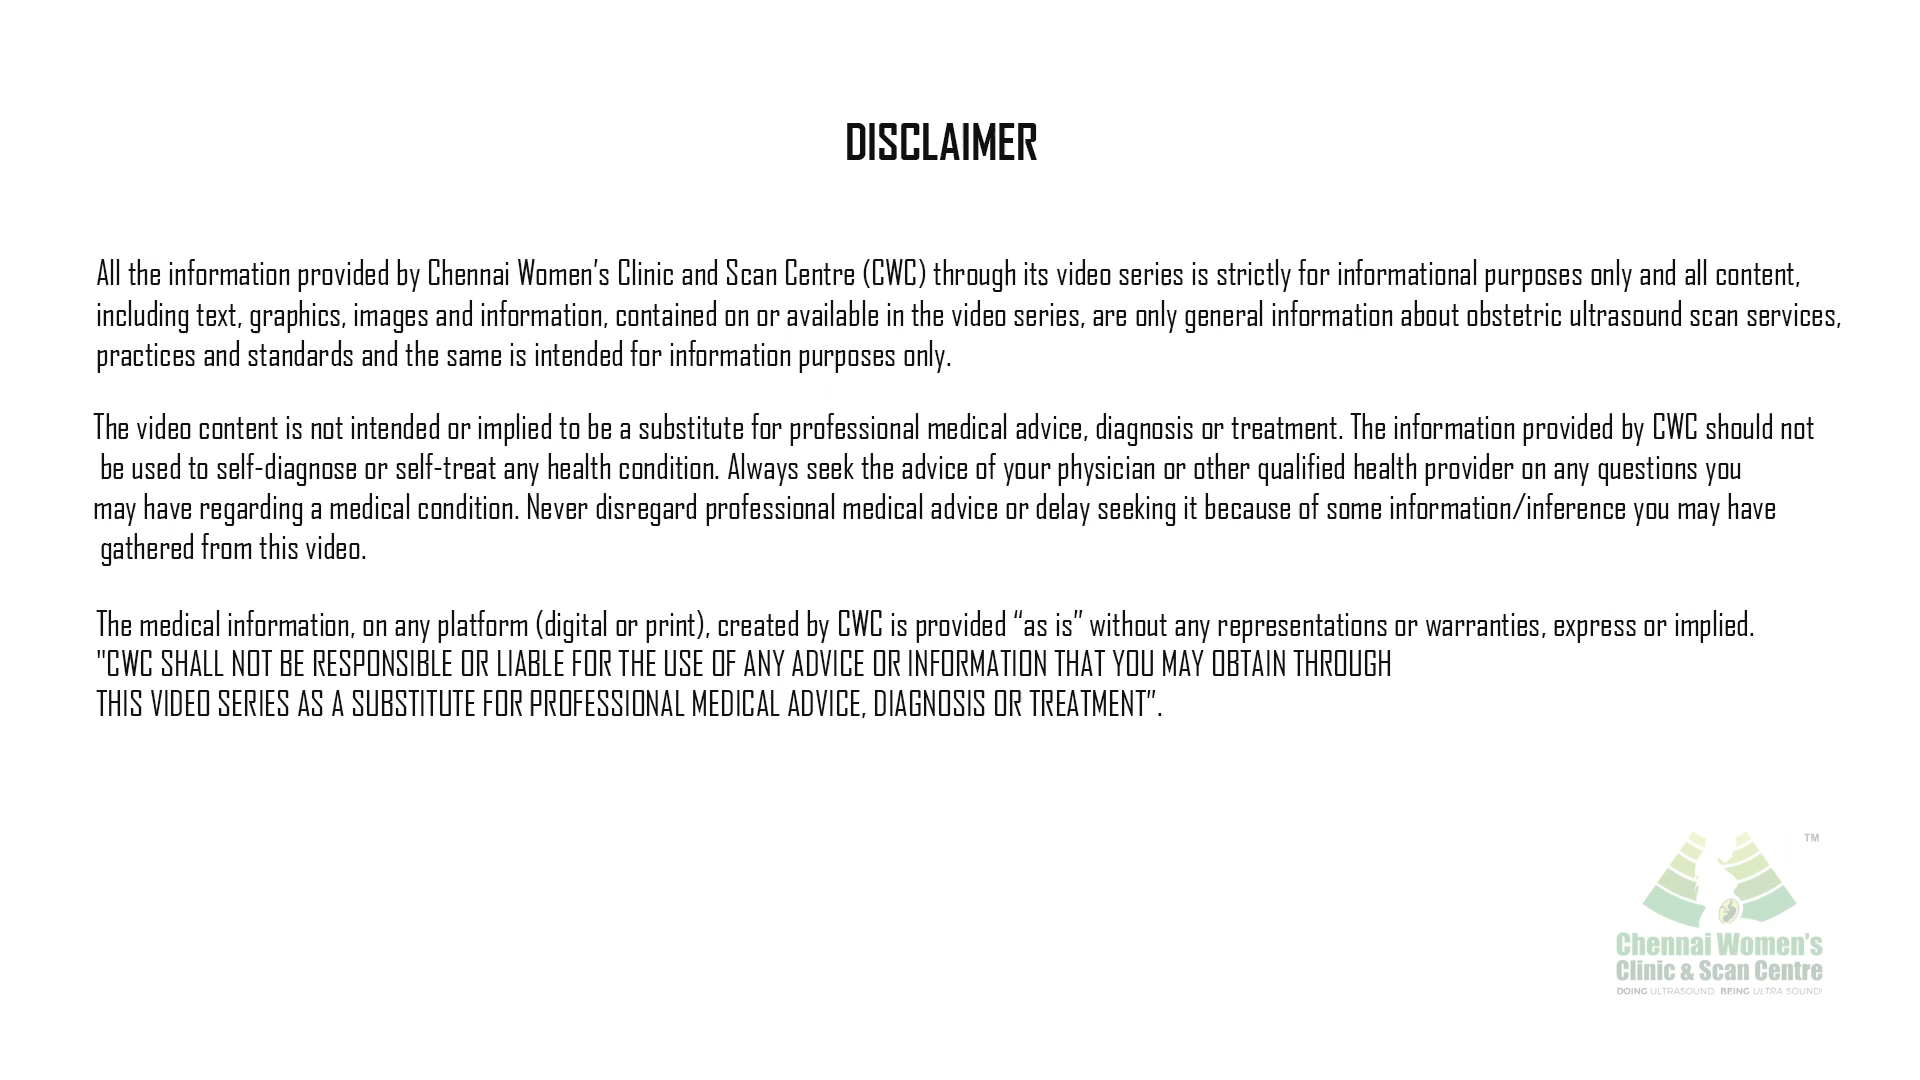 DISCLAIMER
All the information provided by Chennai Women's Clinic and Scan Centre (CWC) through its video series is strictly for informational purposes only and all content,
including text, graphics, images and information, contained on or available in the video series, are only general information about obstetric ultrasound scan services,
practices and standards and the same is intended for information purposes only.
The video content is not intended or implied to be a substitute for professional medical advice, diagnosis or treatment. The information provided by CWC should not
be used to self-diagnose or self-treat any health condition. Always seek the advice of your physician or other qualified health provider on any questions you
may have regarding a medical condition. Never disregard professional medical advice or delay seeking it because of some information/inference you may have
gathered from this video.
The medical information, on any platform (digital or print), created by CWC is provided “as is” without any representations or warranties, express or implied.
"CWC SHALL NOT BE RESPONSIBLE OR LIABLE FOR THE USE OF ANY ADVICE OR INFORMATION THAT YOU MAY OBTAIN THROUGH
THIS VIDEO SERIES AS A SUBSTITUTE FOR PROFESSIONAL MEDICAL ADVICE, DIAGNOSIS OR TREATMENT”.
TM
Chennai Women's
Clinic & Scan Centre
DOING ULTRASOUND. BEING ULTRA SOUND!